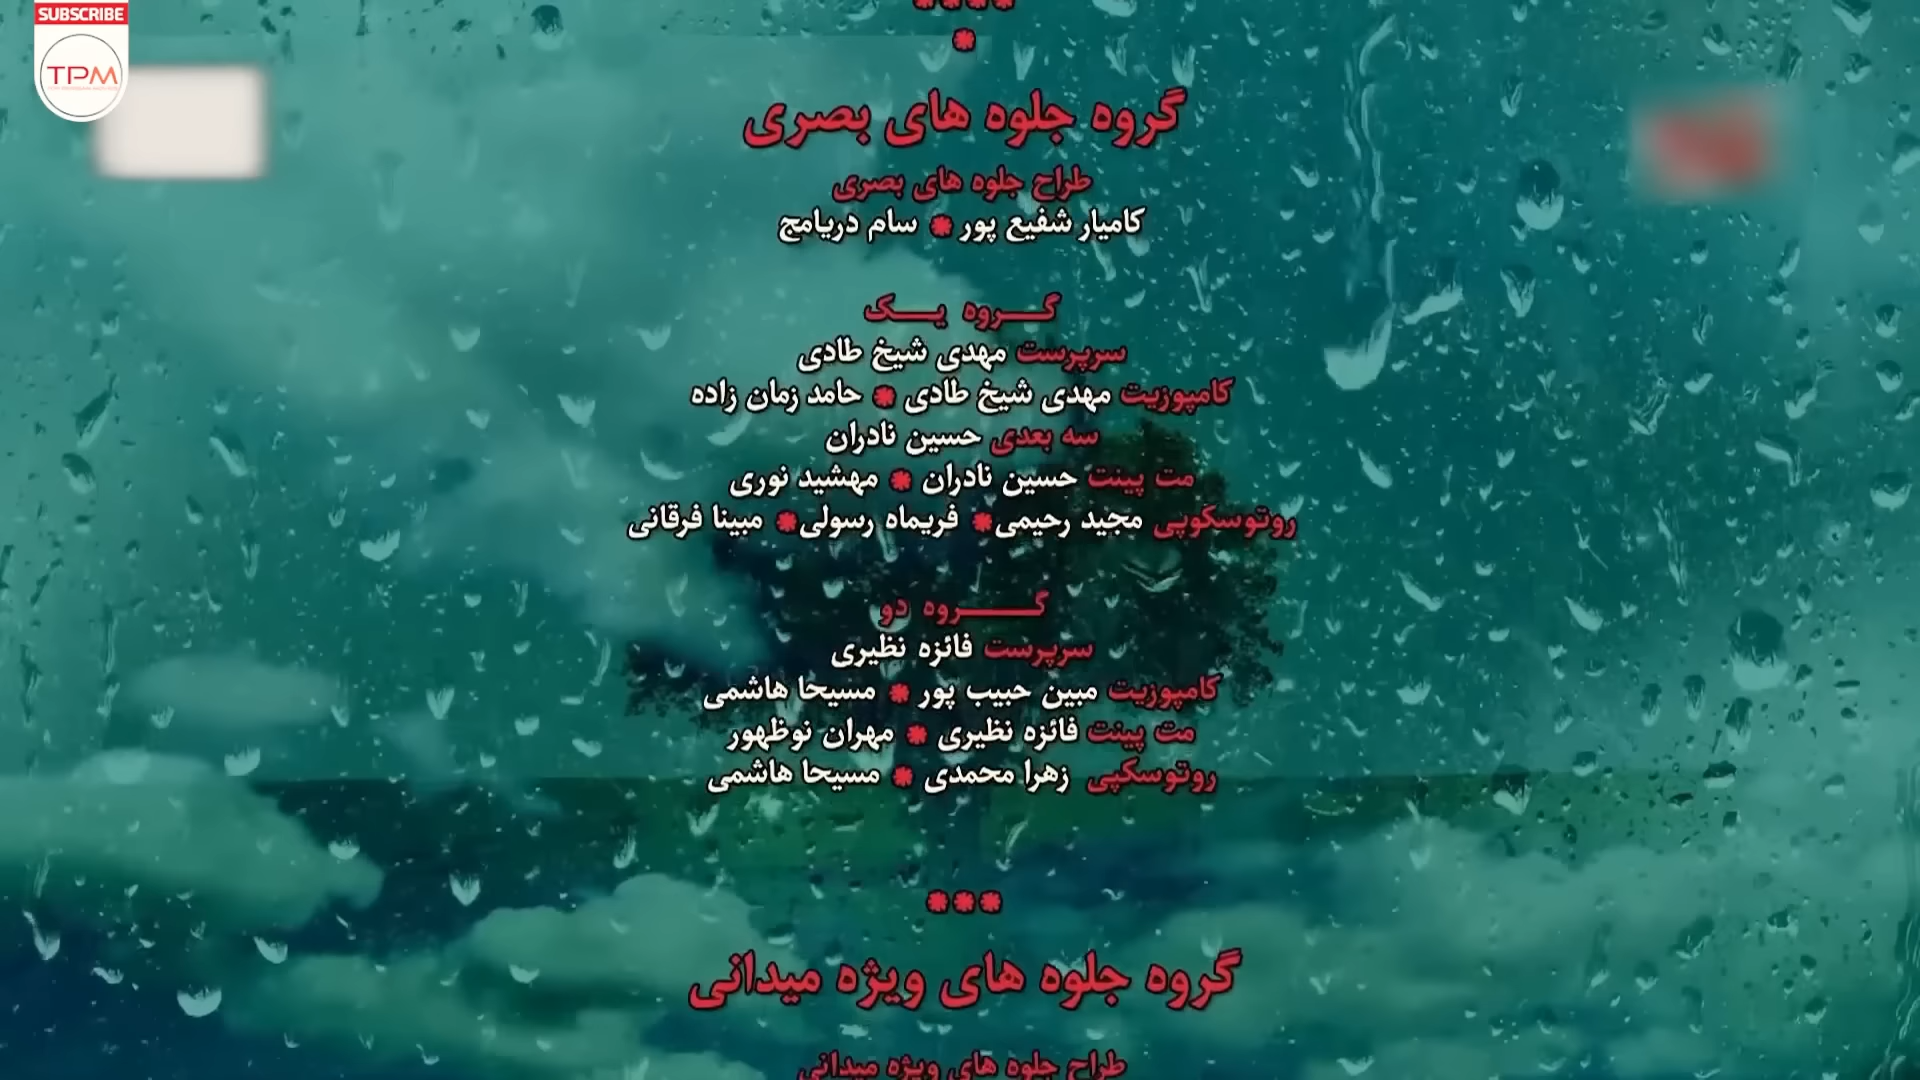 SUBSCRIBE
TPM
گروه جلوه های بصری
طراح جلوه های بصری
کامیار شفیع پور * سام دریامج
گـــروه یـــک
سرپرست مهدی شیخ طادی
کامپوزیت مهدی شیخ طادی * حامد زمان زاده
سه بعدی حسین نادران
مت پینت حسین نادران * مهشید نوری
روتوسکوپی مجید رحیمی * فریماه رسولی * مبینا فرقانی
گـــــروه دو
سرپرست فائزه نظیری
کامپوزیت مبین حبیب پور * مسیحا هاشمی
مت پینت فائزه نظیری * مهران نوظهور
روتوسکپی زهرا محمدی * مسیحا هاشمی
***
گروه جلوه های ویژه میدانی
طراح جلوه های ویژه میدانی